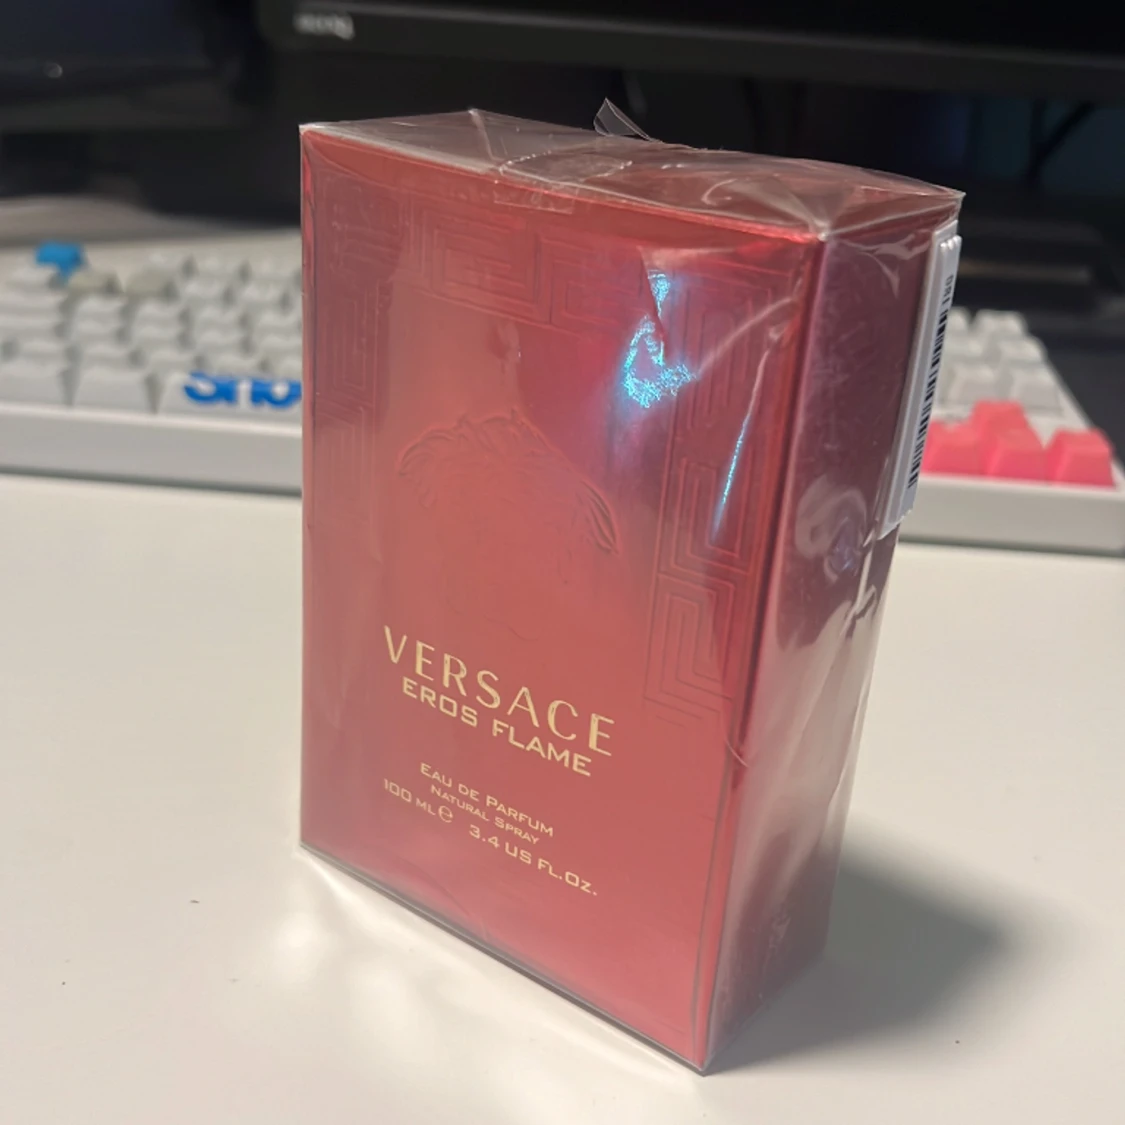 VERSACE
EROS FLAME
EAU DE PARFUM
NATURAL SPRAY
100 ML ℮ 3.4 US FL.OZ.